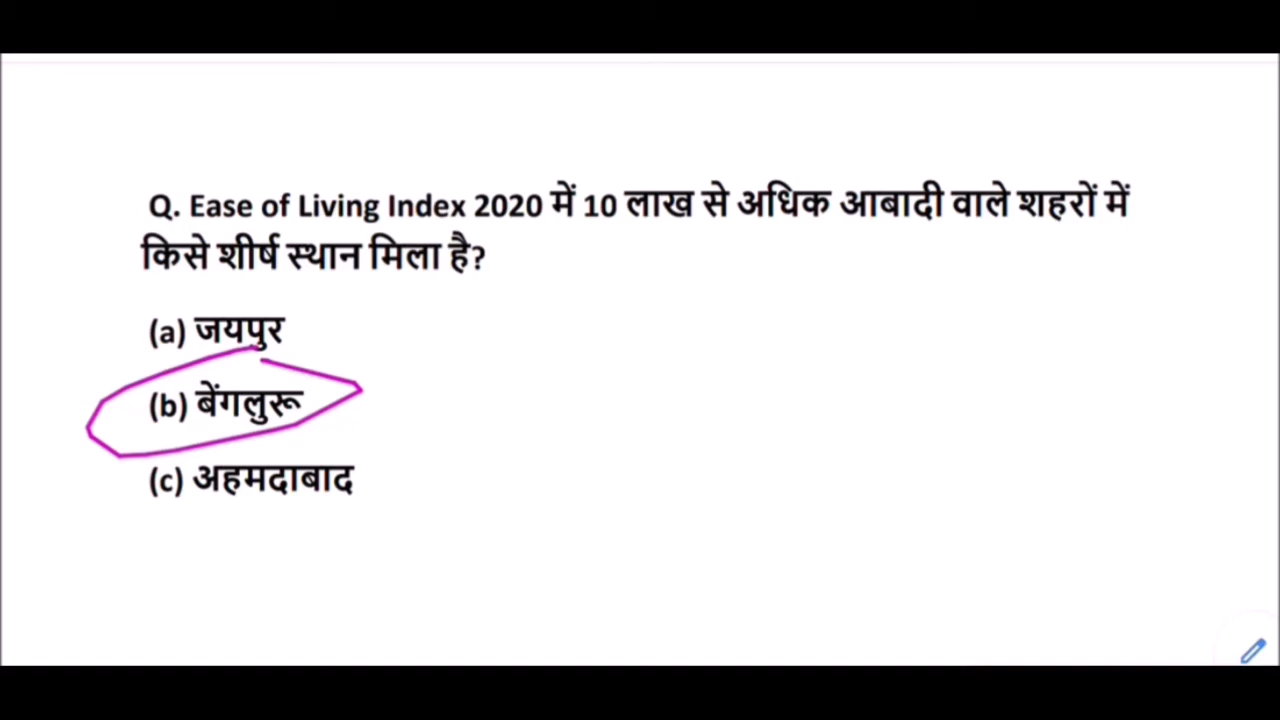 Q. Ease of Living Index 2020 में 10 लाख से अधिक आबादी वाले शहरों में
किसे शीर्ष स्थान मिला है?
(a) जयपुर
(b) बेंगलुरू
(c) अहमदाबाद